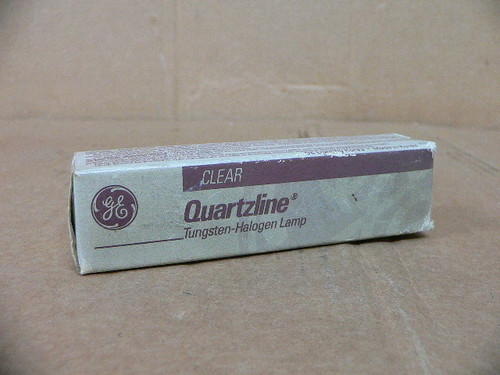 CLEAR
GE
Quartzline®
Tungsten-Halogen Lamp